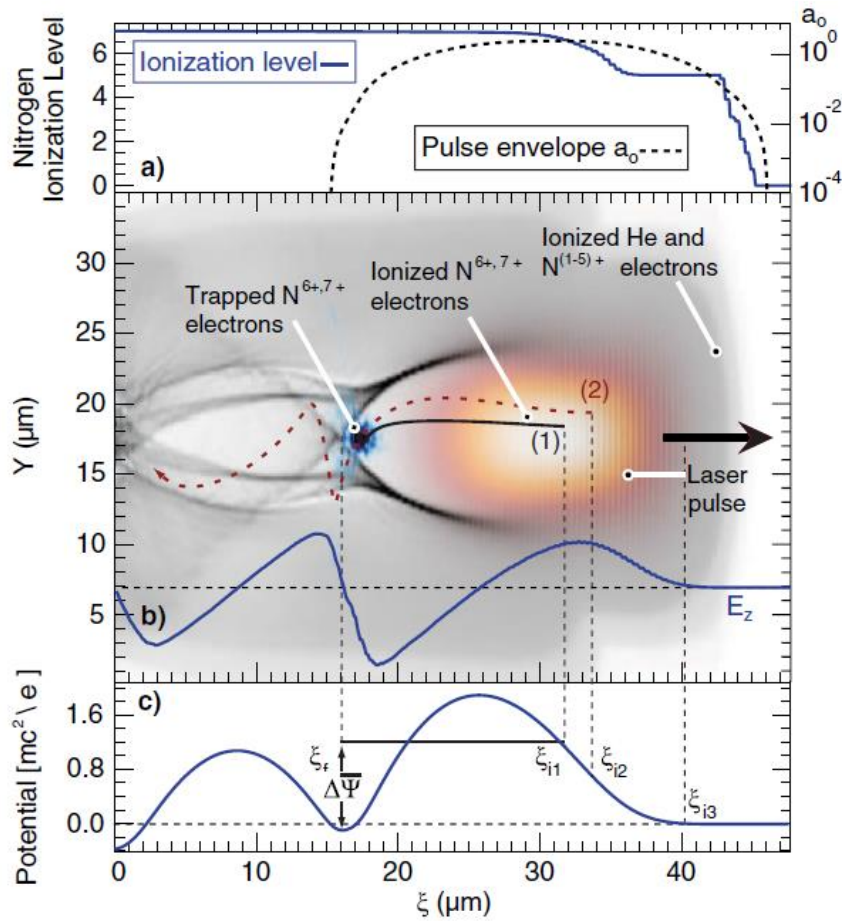 a₀
6
4
2
0
Nitrogen
Ionization Level
Ionization level
10⁰
10⁻²
10⁻⁴
Pulse envelope aₒ
a)
30
25
20
15
10
5
Y (μm)
Trapped N⁶⁺,⁷⁺
electrons
Ionized N⁶⁺,⁷⁺
electrons
Ionized He and
N⁽¹⁻⁵⁾⁺ electrons
(1)
(2)
Laser
pulse
b)
E_z
c)
1.6
0.8
0.0
Potential [mc² \ e]
ξ_f
ΔΨ̅
ξ_i1
ξ_i2
ξ_i3
0
10
20
30
40
ξ (μm)